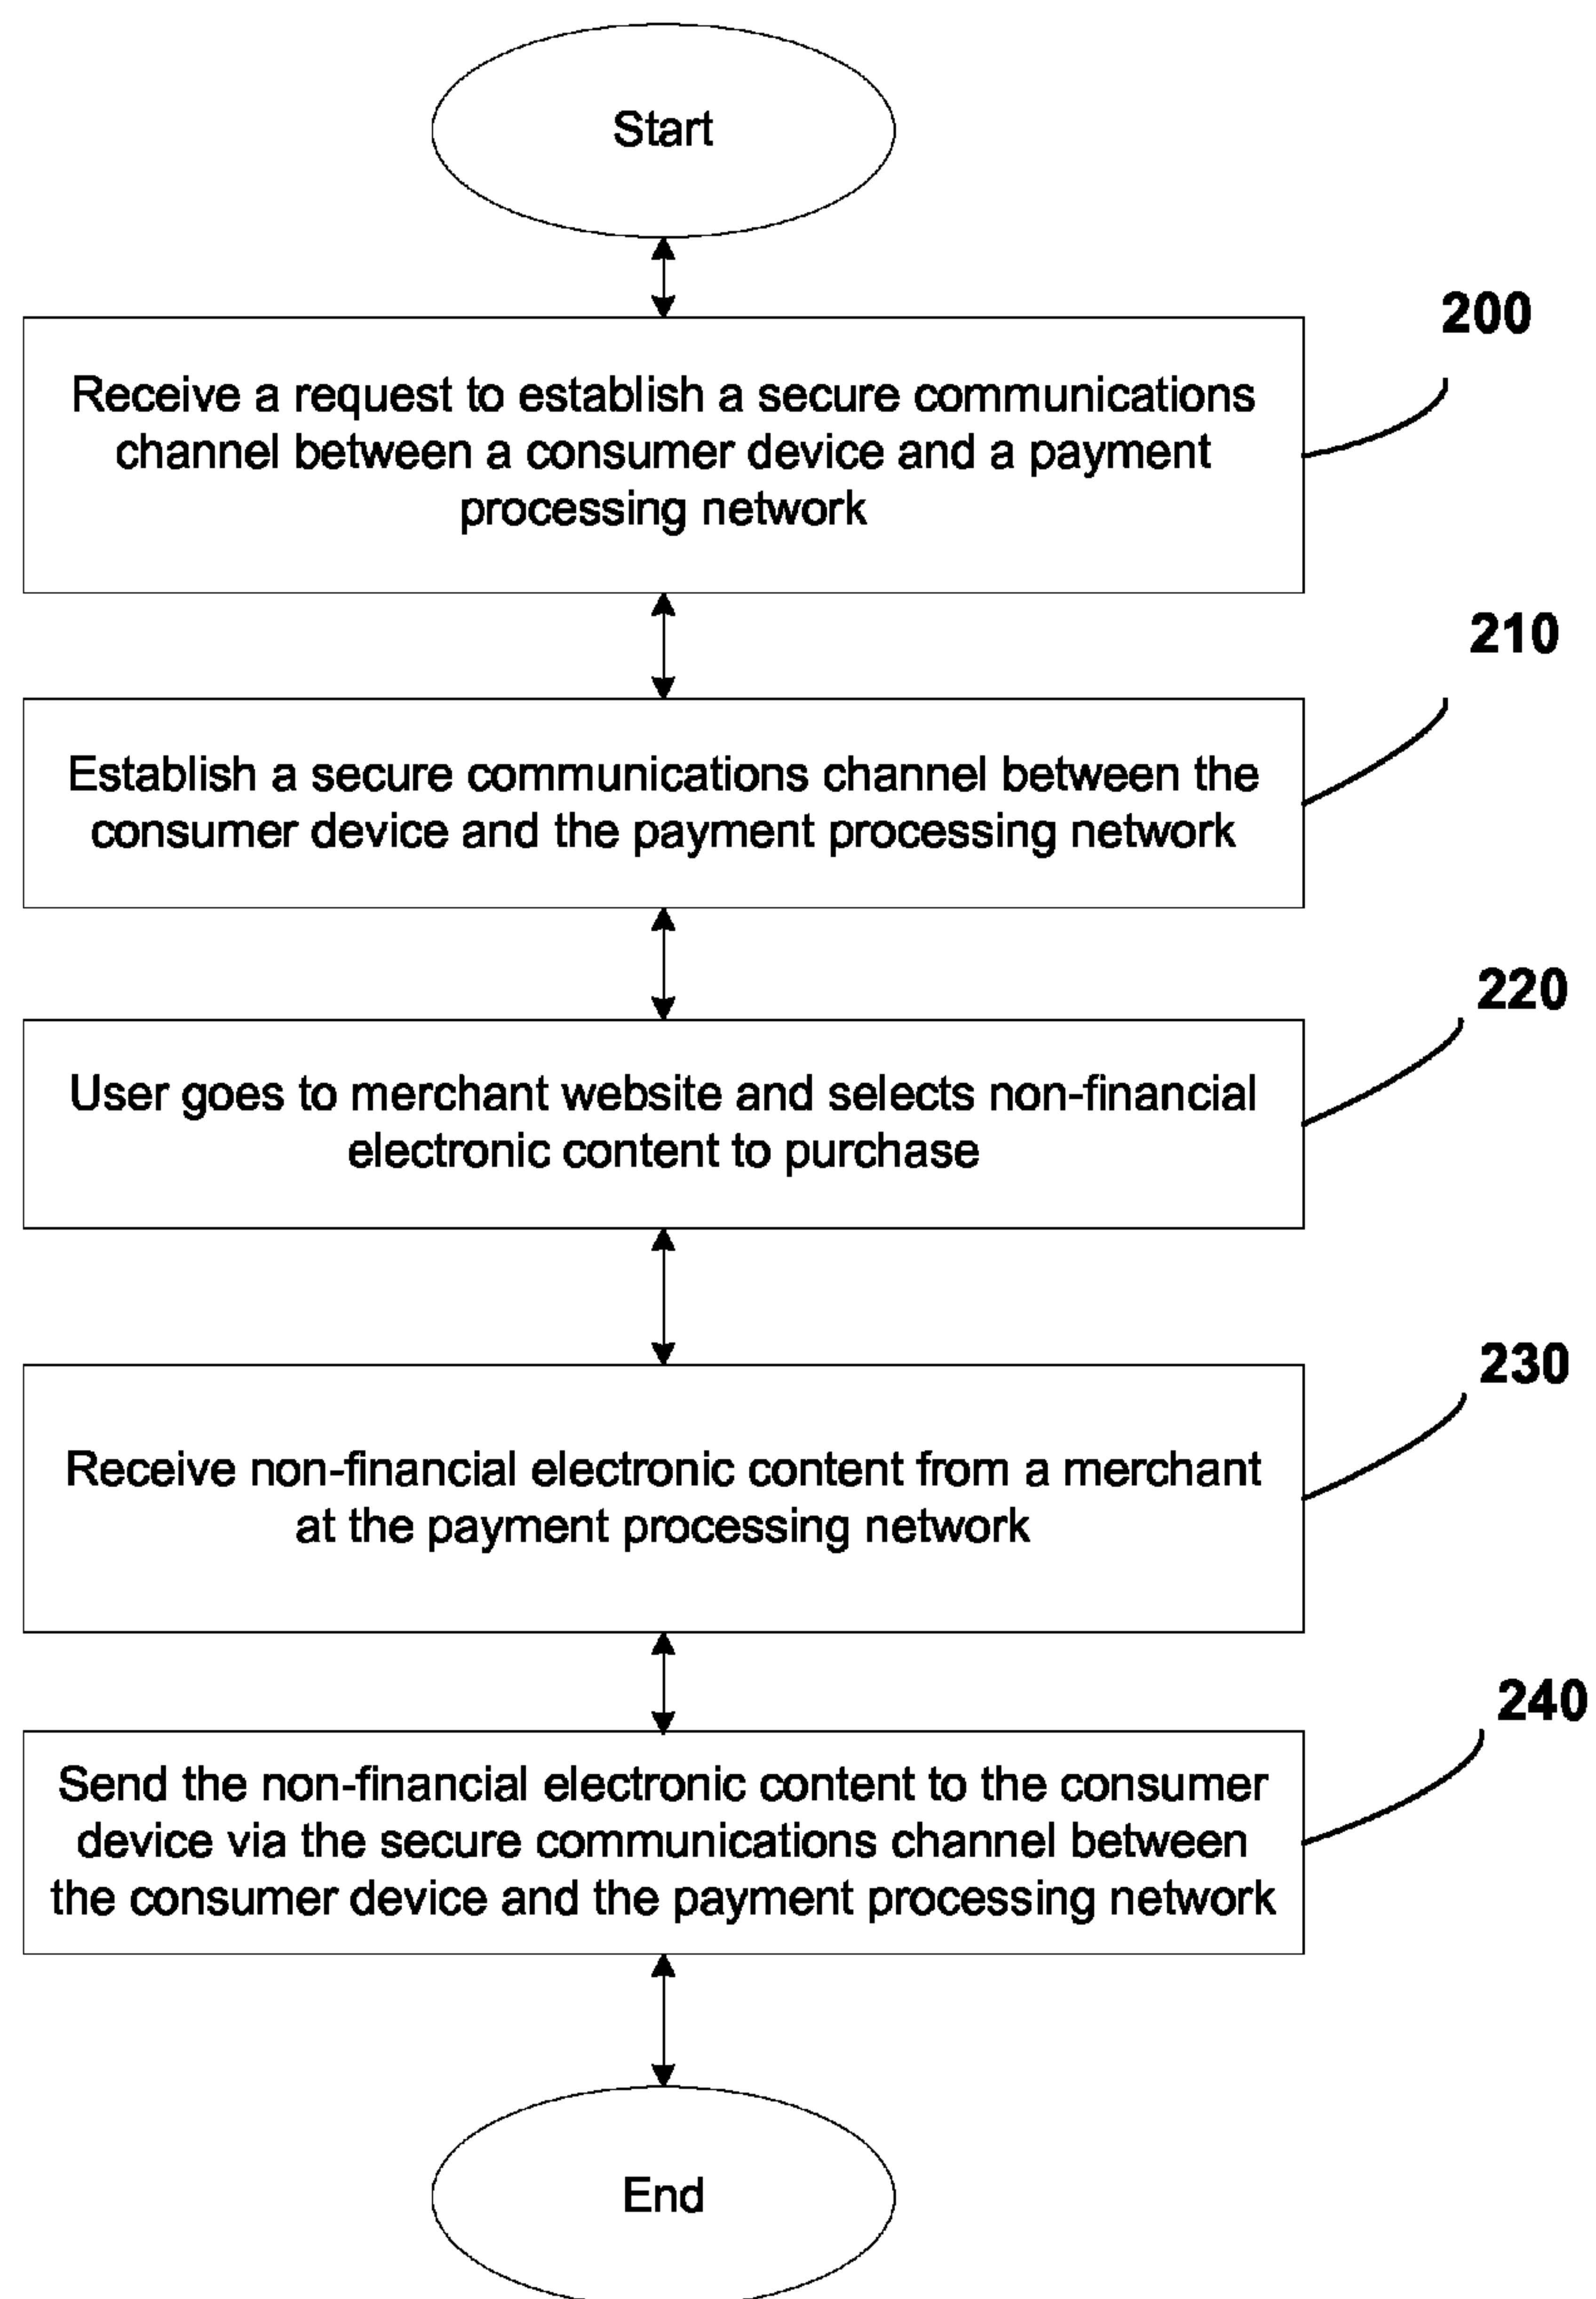 Start
200
Receive a request to establish a secure communications
channel between a consumer device and a payment
processing network
210
Establish a secure communications channel between the
consumer device and the payment processing network
220
User goes to merchant website and selects non-financial
electronic content to purchase
230
Receive non-financial electronic content from a merchant
at the payment processing network
240
Send the non-financial electronic content to the consumer
device via the secure communications channel between
the consumer device and the payment processing network
End